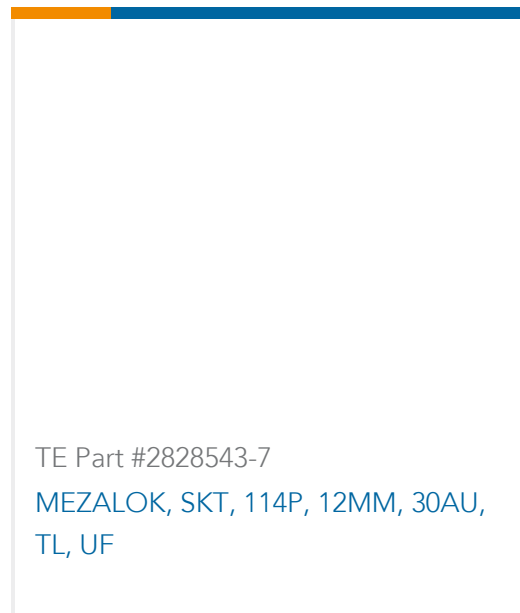 TE Part #2828543-7
MEZALOK, SKT, 114P, 12MM, 30AU,
TL, UF